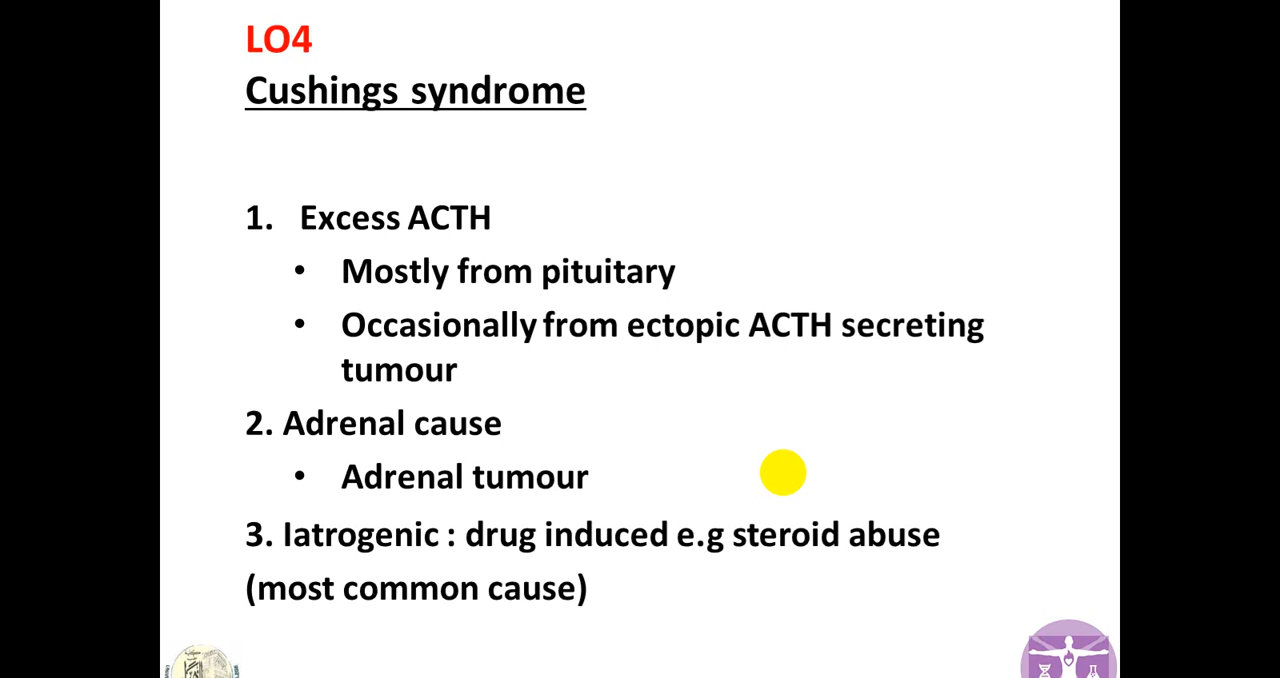 LO4
Cushings syndrome
1. Excess ACTH
• Mostly from pituitary
• Occasionally from ectopic ACTH secreting
tumour
2. Adrenal cause
• Adrenal tumour
3. Iatrogenic : drug induced e.g steroid abuse
(most common cause)